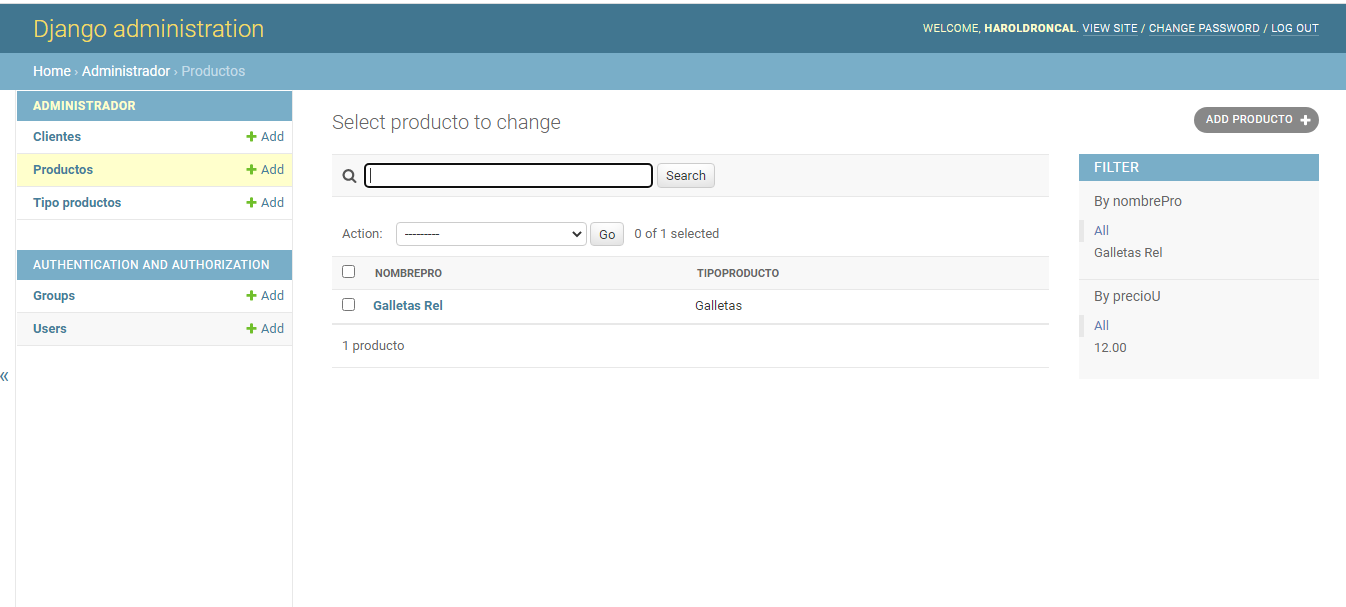 Django administration
WELCOME, HAROLDRONCAL. VIEW SITE / CHANGE PASSWORD / LOG OUT
Home › Administrador › Productos
ADMINISTRADOR
Clientes + Add
Productos + Add
Tipo productos + Add
AUTHENTICATION AND AUTHORIZATION
Groups + Add
Users + Add
«
Select producto to change
ADD PRODUCTO +
Search
Action: --------- Go 0 of 1 selected
NOMBREPRO TIPOPRODUCTO
Galletas Rel Galletas
1 producto
FILTER
By nombrePro
All
Galletas Rel
By precioU
All
12.00